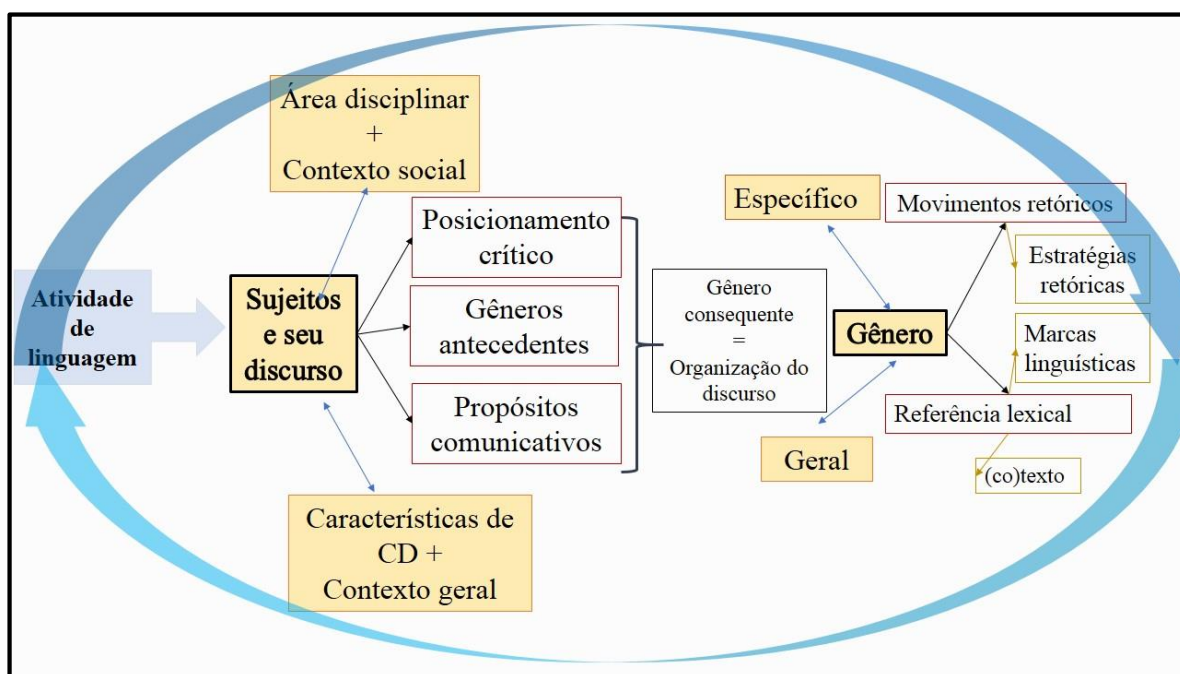 Área disciplinar
+
Contexto social
Atividade
de
linguagem
Sujeitos
e seu
discurso
Características de
CD +
Contexto geral
Posicionamento
crítico
Gêneros
antecedentes
Propósitos
comunicativos
Gênero
consequente
=
Organização do
discurso
Específico
Gênero
Geral
Movimentos retóricos
Estratégias
retóricas
Marcas
linguísticas
Referência lexical
(co)texto